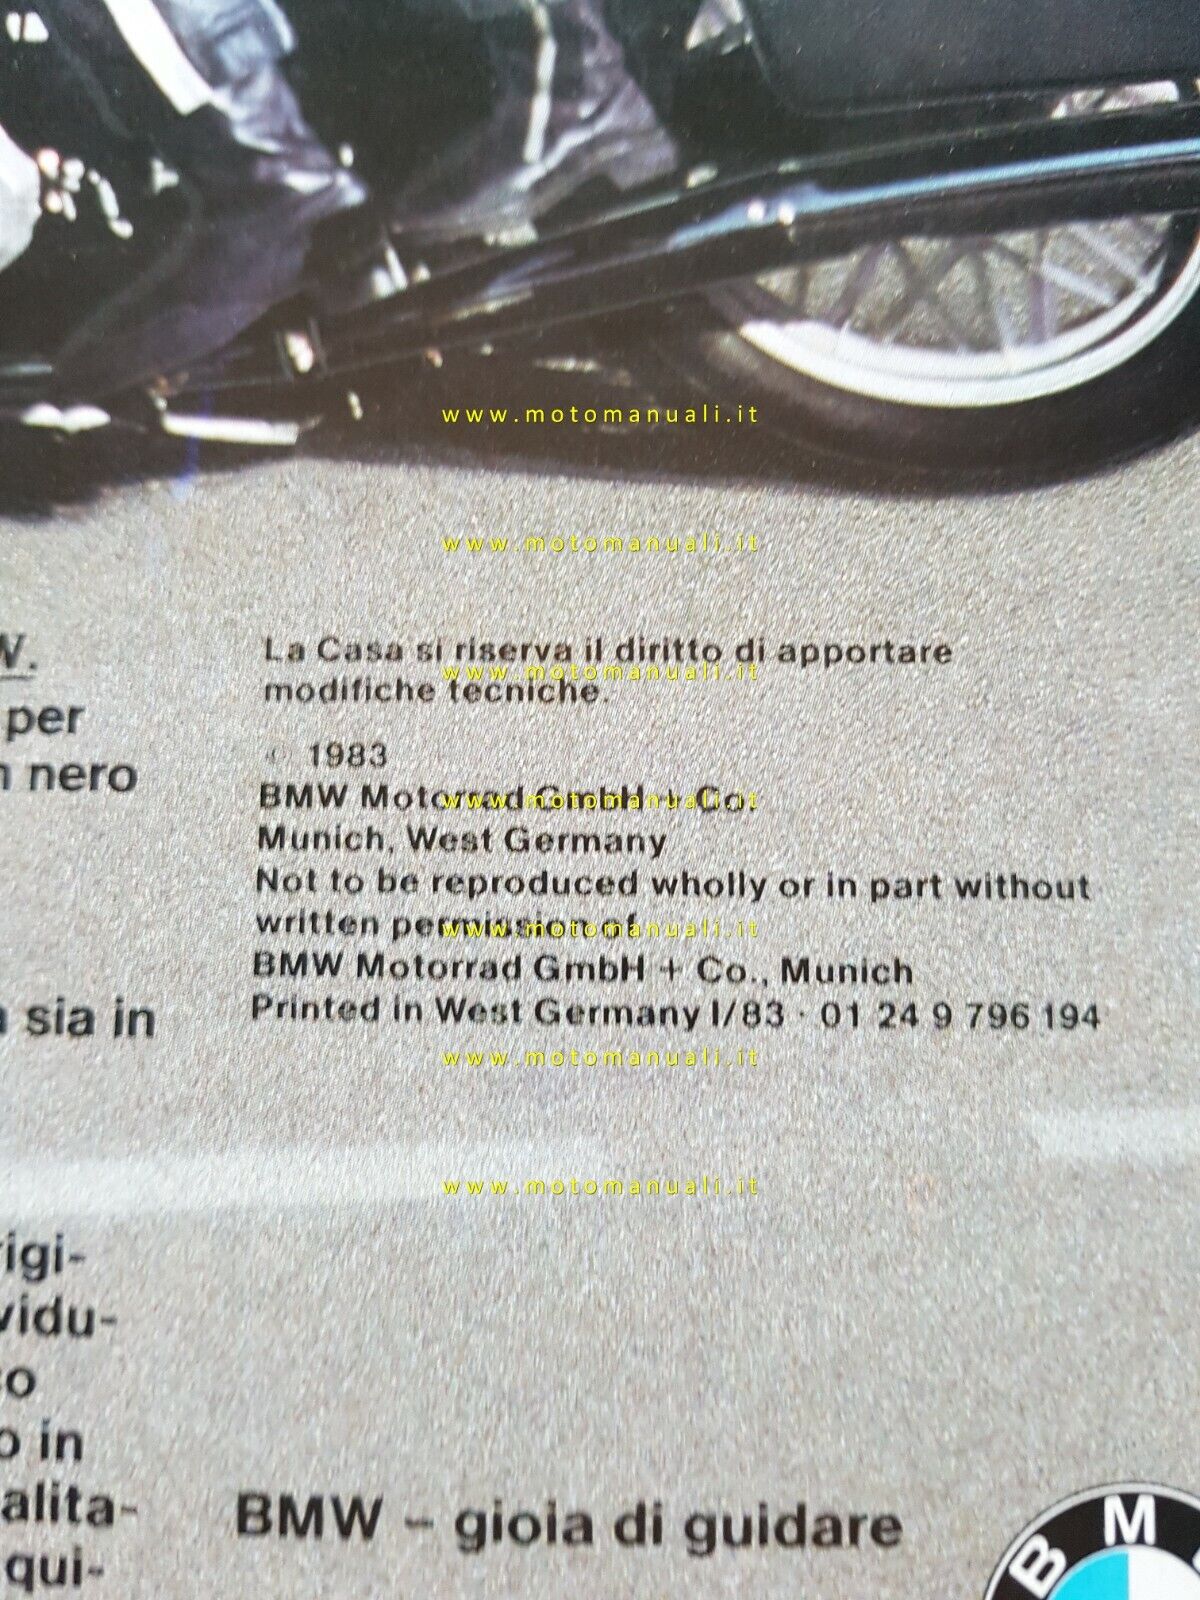 www.motomanuali.it
www.motomanuali.it
W.
per
nero
sia in
La Casa si riserva il diritto di apportare
www.motomanuali.it
modifiche tecniche.
© 1983
BMW Motorrad GmbH + Co.
www.motomanuali.it
Munich, West Germany
Not to be reproduced wholly or in part without
written permission of
www.motomanuali.it
BMW Motorrad GmbH + Co., Munich
Printed in West Germany I/83 · 01 24 9 796 194
www.motomanuali.it
www.motomanuali.it
rigi-
vidu-
o in
alita-
qui-
BMW – gioia di guidare
BM